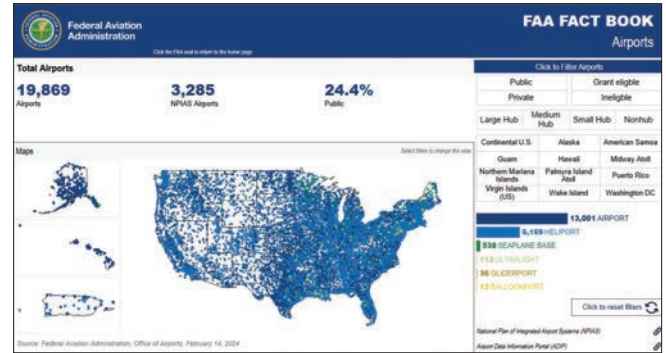 Federal Aviation
Administration
Click the FAA seal to return to the home page
FAA FACT BOOK
Airports
Total Airports
19,869
Airports
3,285
NPIAS Airports
24.4%
Public
Click to Filter Airports
Public
Grant eligible
Private
Ineligible
Large Hub
Medium
Hub
Small Hub
Nonhub
Continental U.S.
Alaska
American Samoa
Guam
Hawaii
Midway Atoll
Northern Mariana
Islands
Palmyra Island
Atoll
Puerto Rico
Virgin Islands
(US)
Wake Island
Washington DC
Maps
Select filters to change the view
13,001 AIRPORT
6,169 HELIPORT
538 SEAPLANE BASE
112 ULTRALIGHT
36 GLIDERPORT
13 BALLOONPORT
Click to reset filters
National Plan of Integrated Airport Systems (NPIAS)
Airport Data Information Portal (ADIP)
Source: Federal Aviation Administration, Office of Airports, February 14, 2024